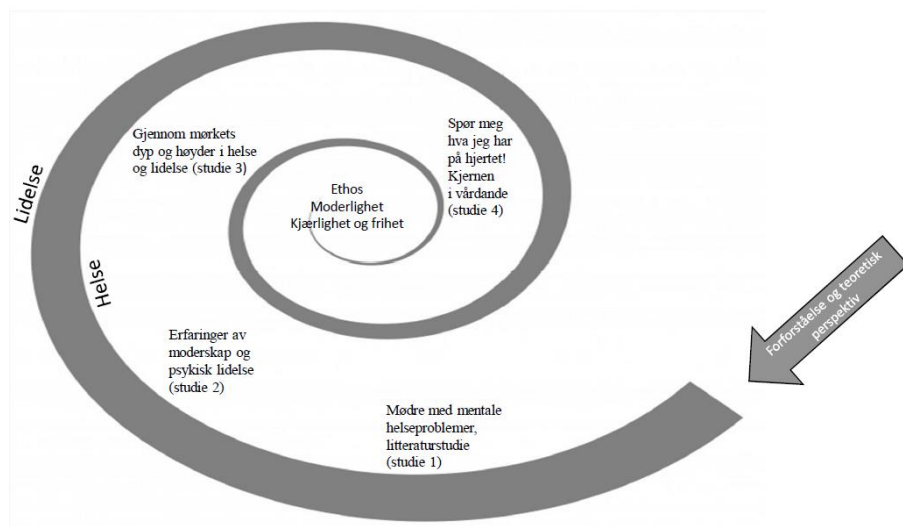 Gjennom mørkets
dyp og høyder i helse
og lidelse (studie 3)
Spør meg
hva jeg har
på hjertet!
Kjernen
i vårdande
(studie 4)
Ethos
Moderlighet
Kjærlighet og frihet
Lidelse
Helse
Forforståelse og teoretisk
perspektiv
Erfaringer av
moderskap og
psykisk lidelse
(studie 2)
Mødre med mentale
helseproblemer,
litteraturstudie
(studie 1)